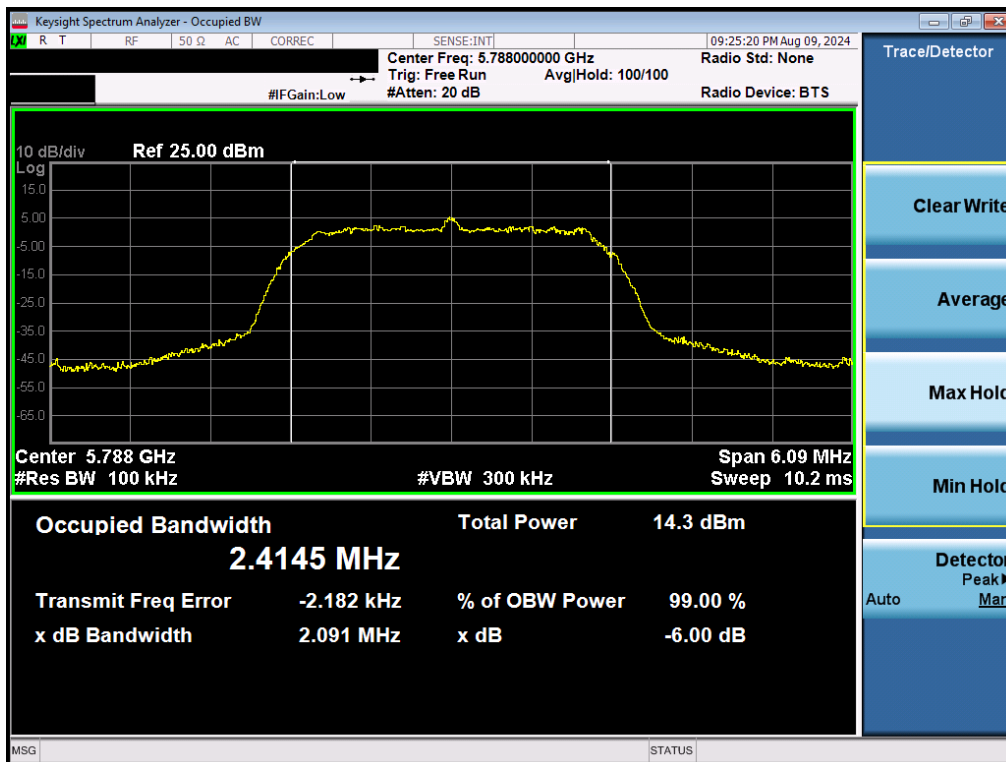 Keysight Spectrum Analyzer - Occupied BW
LXI R T RF 50 Ω AC CORREC SENSE:INT 09:25:20 PM Aug 09, 2024
Center Freq: 5.788000000 GHz Radio Std: None
Trig: Free Run Avg|Hold: 100/100
#IFGain:Low #Atten: 20 dB Radio Device: BTS
10 dB/div Ref 25.00 dBm
Log
15.0
5.00
-5.00
-15.0
-25.0
-35.0
-45.0
-55.0
-65.0
Center 5.788 GHz Span 6.09 MHz
#Res BW 100 kHz #VBW 300 kHz Sweep 10.2 ms
Occupied Bandwidth Total Power 14.3 dBm
2.4145 MHz
Transmit Freq Error -2.182 kHz % of OBW Power 99.00 %
x dB Bandwidth 2.091 MHz x dB -6.00 dB
MSG STATUS
Trace/Detector
Clear Write
Average
Max Hold
Min Hold
Detector
Peak
Auto Man